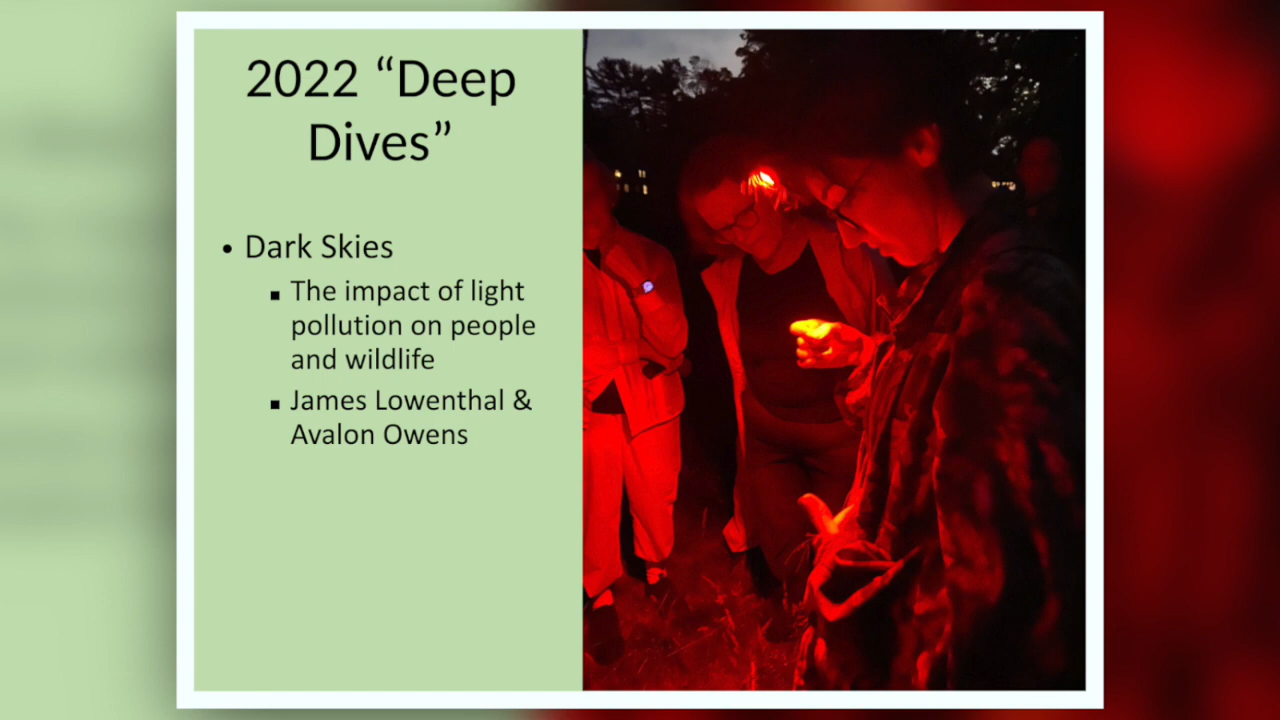 2022 “Deep
Dives”
• Dark Skies
▪ The impact of light
pollution on people
and wildlife
▪ James Lowenthal &
Avalon Owens